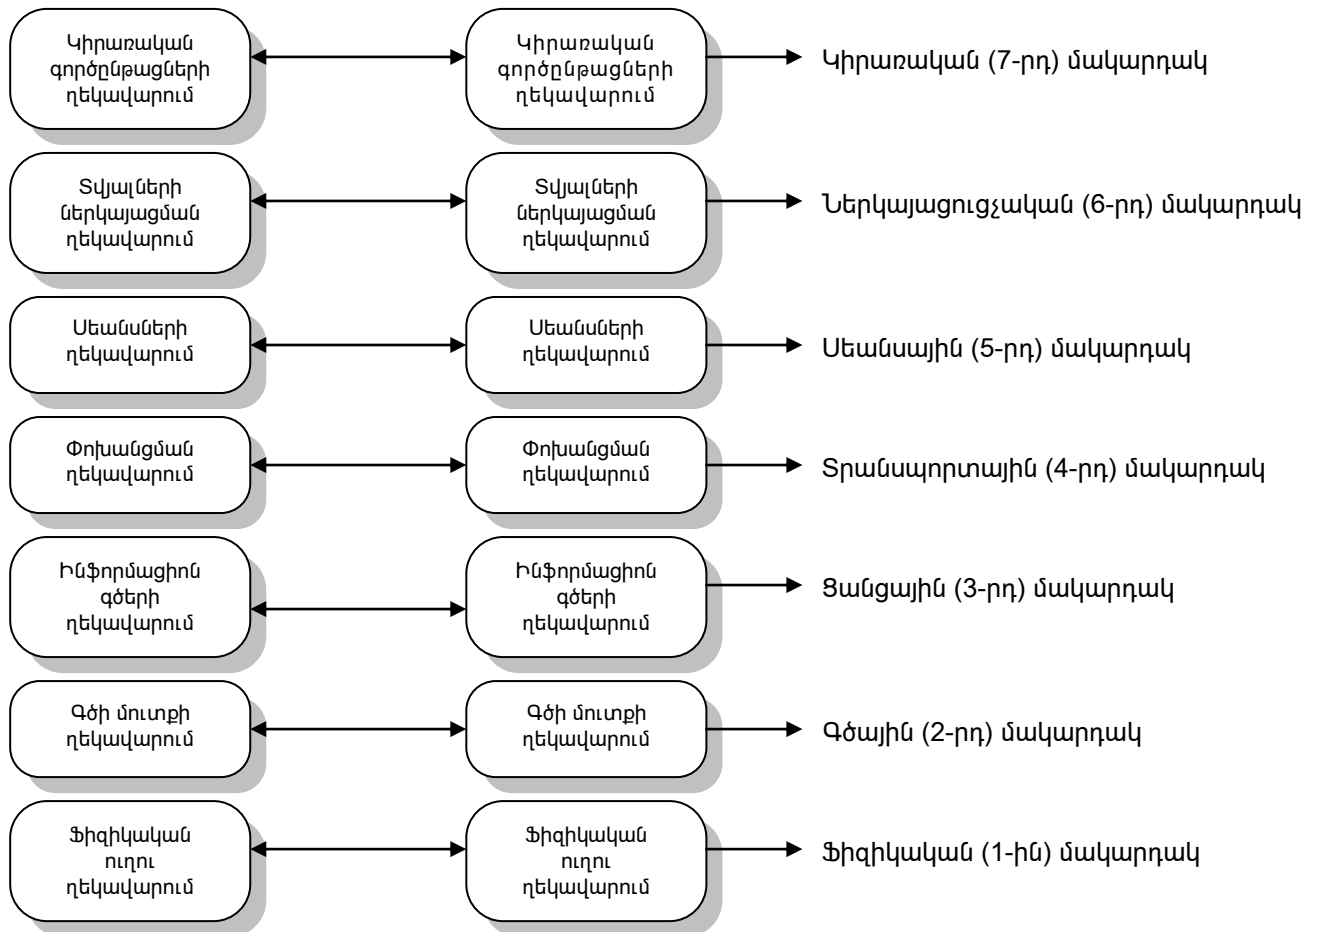 Կիրառական
գործընթացների
ղեկավարում
Կիրառական
գործընթացների
ղեկավարում
Կիրառական (7-րդ) մակարդակ
Տվյալների
ներկայացման
ղեկավարում
Տվյալների
ներկայացման
ղեկավարում
Ներկայացուցչական (6-րդ) մակարդակ
Սեանսների
ղեկավարում
Սեանսների
ղեկավարում
Սեանսային (5-րդ) մակարդակ
Փոխանցման
ղեկավարում
Փոխանցման
ղեկավարում
Տրանսպորտային (4-րդ) մակարդակ
Ինֆորմացիոն
գծերի
ղեկավարում
Ինֆորմացիոն
գծերի
ղեկավարում
Ցանցային (3-րդ) մակարդակ
Գծի մուտքի
ղեկավարում
Գծի մուտքի
ղեկավարում
Գծային (2-րդ) մակարդակ
Ֆիզիկական
ուղու
ղեկավարում
Ֆիզիկական
ուղու
ղեկավարում
Ֆիզիկական (1-ին) մակարդակ